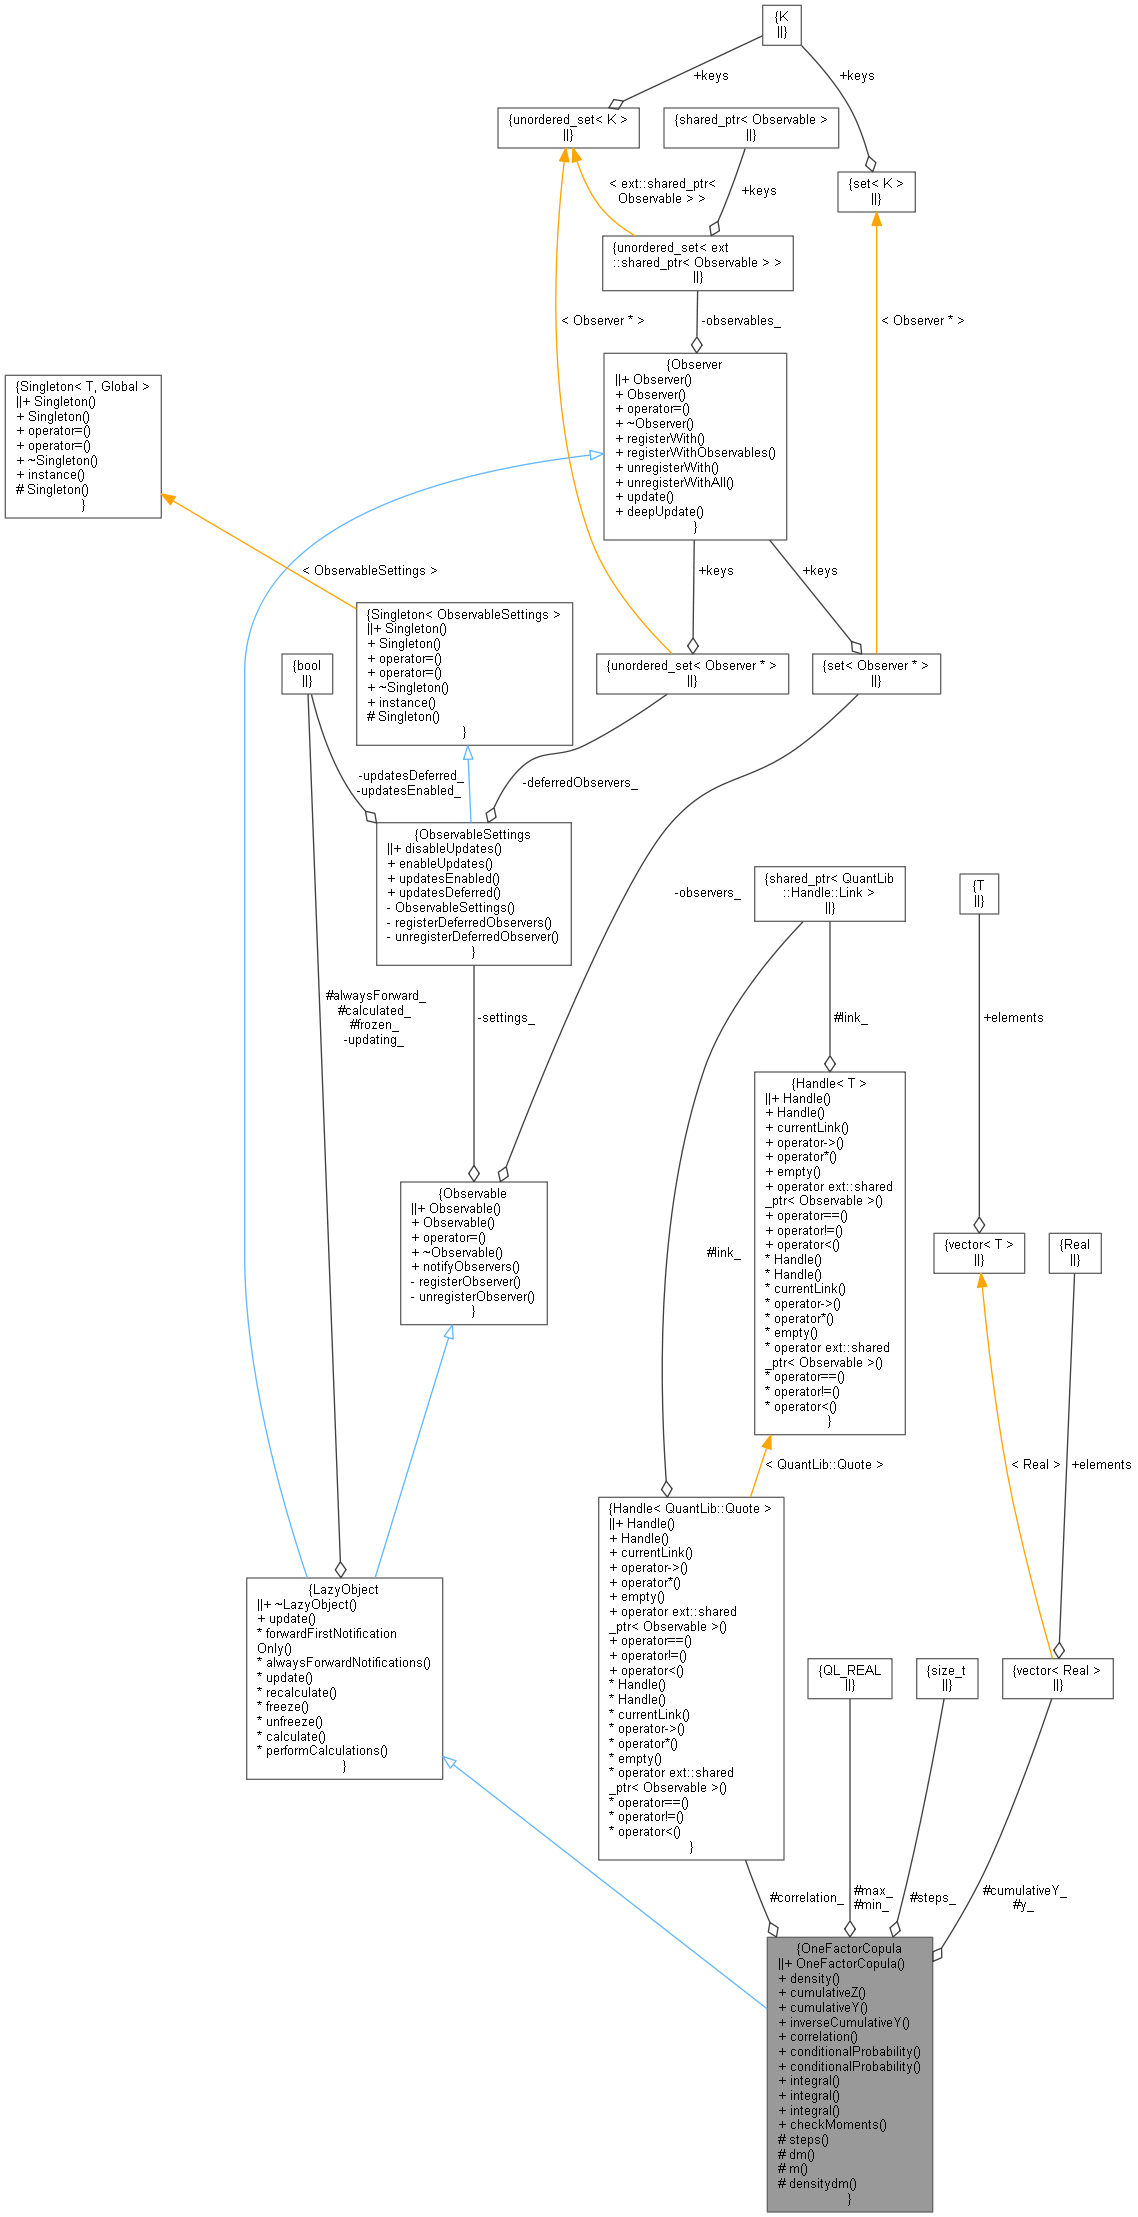 {K
||}
+keys
+keys
{unordered_set< K >
||}
{shared_ptr< Observable >
||}
{set< K >
||}
< ext::shared_ptr<
Observable > >
+keys
{unordered_set< ext
::shared_ptr< Observable > >
||}
< Observer * >
-observables_
< Observer * >
{Observer
||+ Observer()
+ Observer()
+ operator=()
+ ~Observer()
+ registerWith()
+ registerWithObservables()
+ unregisterWith()
+ unregisterWithAll()
+ update()
+ deepUpdate()
}
{Singleton< T, Global >
||+ Singleton()
+ Singleton()
+ operator=()
+ operator=()
+ ~Singleton()
+ instance()
# Singleton()
}
< ObservableSettings >
+keys
+keys
{Singleton< ObservableSettings >
||+ Singleton()
+ Singleton()
+ operator=()
+ operator=()
+ ~Singleton()
+ instance()
# Singleton()
}
{bool
||}
{unordered_set< Observer * >
||}
{set< Observer * >
||}
-updatesDeferred_
-updatesEnabled_
-deferredObservers_
{ObservableSettings
||+ disableUpdates()
+ enableUpdates()
+ updatesEnabled()
+ updatesDeferred()
- ObservableSettings()
- registerDeferredObservers()
- unregisterDeferredObserver()
}
-observers_
{shared_ptr< QuantLib
::Handle::Link >
||}
{T
||}
#alwaysForward_
#calculated_
#frozen_
-updating_
-settings_
#link_
+elements
{Handle< T >
||+ Handle()
+ Handle()
+ currentLink()
+ operator->()
+ operator*()
+ empty()
+ operator ext::shared
_ptr< Observable >()
+ operator==()
+ operator!=()
+ operator<()
* Handle()
* Handle()
* currentLink()
* operator->()
* operator*()
* empty()
* operator ext::shared
_ptr< Observable >()
* operator==()
* operator!=()
* operator<()
}
{Observable
||+ Observable()
+ Observable()
+ operator=()
+ ~Observable()
+ notifyObservers()
- registerObserver()
- unregisterObserver()
}
#link_
{vector< T >
||}
{Real
||}
< QuantLib::Quote >
< Real >
+elements
{Handle< QuantLib::Quote >
||+ Handle()
+ Handle()
+ currentLink()
+ operator->()
+ operator*()
+ empty()
+ operator ext::shared
_ptr< Observable >()
+ operator==()
+ operator!=()
+ operator<()
* Handle()
* Handle()
* currentLink()
* operator->()
* operator*()
* empty()
* operator ext::shared
_ptr< Observable >()
* operator==()
* operator!=()
* operator<()
}
{LazyObject
||+ ~LazyObject()
+ update()
* forwardFirstNotification
Only()
* alwaysForwardNotifications()
* update()
* recalculate()
* freeze()
* unfreeze()
* calculate()
* performCalculations()
}
{QL_REAL
||}
{size_t
||}
{vector< Real >
||}
#correlation_
#max_
#min_
#steps_
#cumulativeY_
#y_
{OneFactorCopula
||+ OneFactorCopula()
+ density()
+ cumulativeZ()
+ cumulativeY()
+ inverseCumulativeY()
+ correlation()
+ conditionalProbability()
+ conditionalProbability()
+ integral()
+ integral()
+ integral()
+ checkMoments()
# steps()
# dm()
# m()
# densitydm()
}